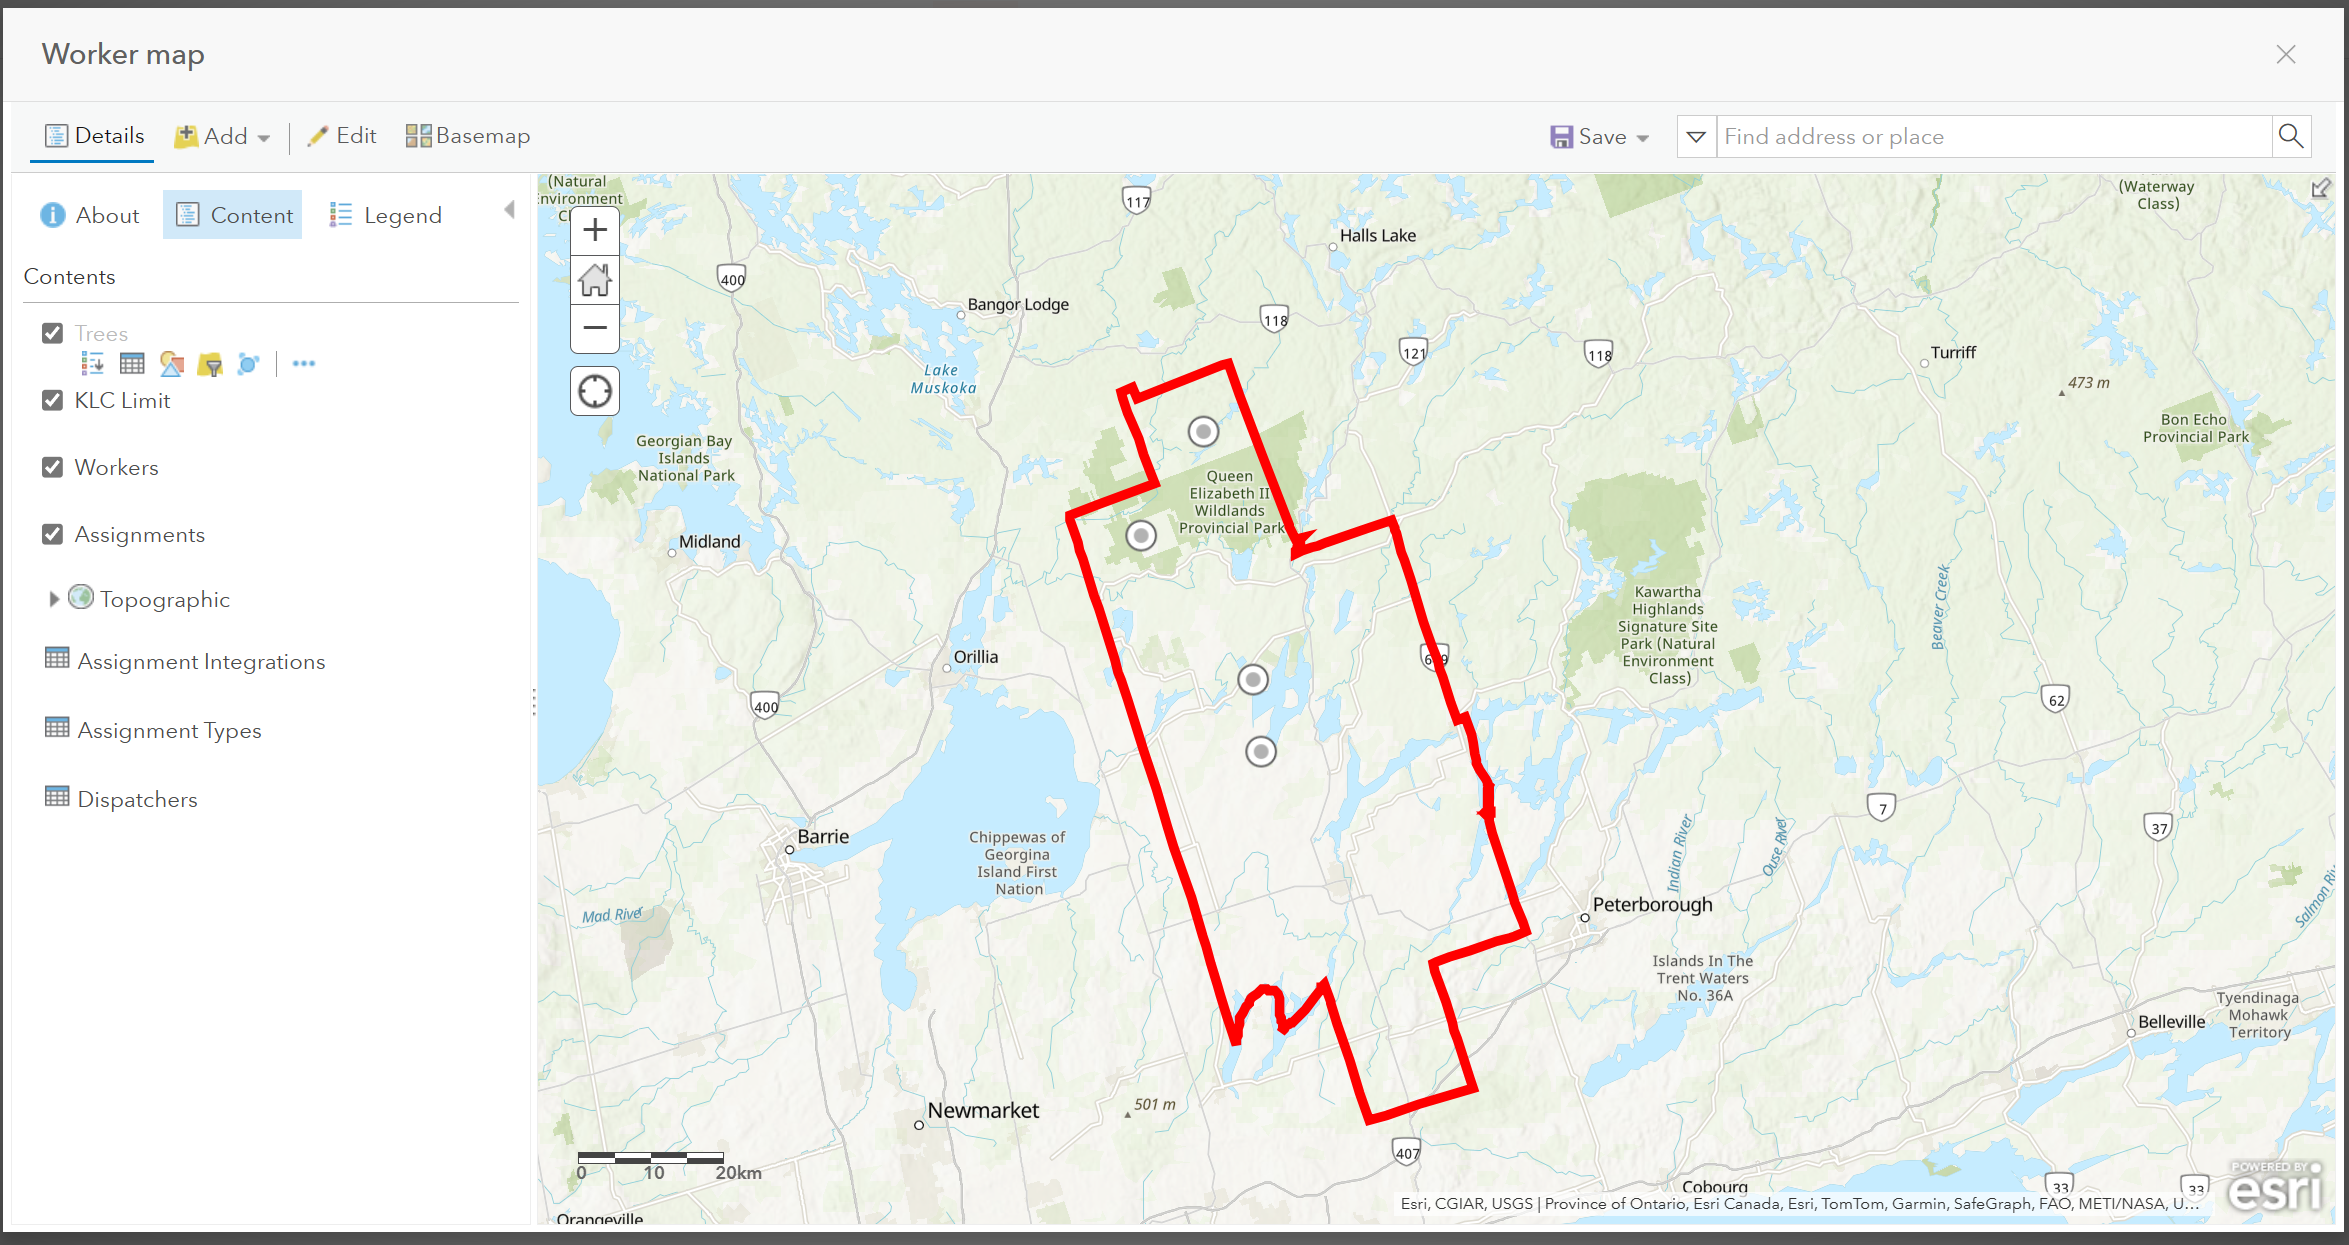 Worker map
Details
Add
Edit
Basemap
Save
Find address or place
About
Content
Legend
Contents
Trees
KLC Limit
Workers
Assignments
Topographic
Assignment Integrations
Assignment Types
Dispatchers
(Natural
117
(Waterway
Class)
Halls Lake
400
Bangor Lodge
118
121
118
Turriff
Lake
Muskoka
473 m
Bon Echo
Provincial Park
Georgian Bay
Islands
National Park
Queen
Elizabeth II
Wildlands
Provincial Park
Midland
Kawartha
Highlands
Signature Site
Park (Natural
Environment
Class)
Beaver Creek
Orillia
400
62
7
37
Barrie
Chippewas of
Georgina
Island First
Nation
Indian River
Ouse River
Mad River
Peterborough
Islands In The
Trent Waters
No. 36A
Tyendinaga
Mohawk
Territory
Belleville
Newmarket
501 m
407
0 10 20km
Cobourg
33
33
Orangeville
Esri, CGIAR, USGS | Province of Ontario, Esri Canada, Esri, TomTom, Garmin, SafeGraph, FAO, METI/NASA, U...
POWERED BY
esri